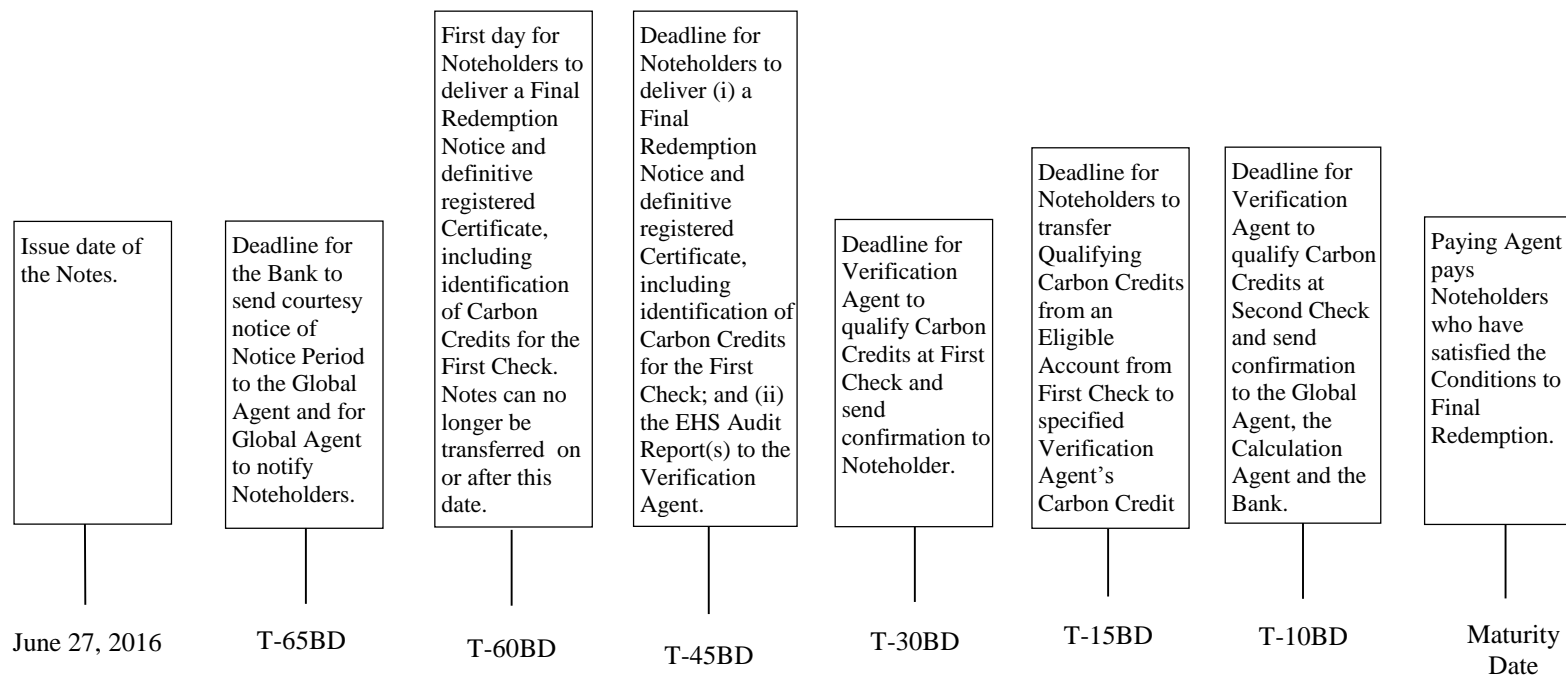 Issue date of
the Notes.
June 27, 2016
Deadline for
the Bank to
send courtesy
notice of
Notice Period
to the Global
Agent and for
Global Agent
to notify
Noteholders.
T-65BD
First day for
Noteholders to
deliver a Final
Redemption
Notice and
definitive
registered
Certificate,
including
identification
of Carbon
Credits for the
First Check.
Notes can no
longer be
transferred on
or after this
date.
T-60BD
Deadline for
Noteholders to
deliver (i) a
Final
Redemption
Notice and
definitive
registered
Certificate,
including
identification of
Carbon Credits
for the First
Check; and (ii)
the EHS Audit
Report(s) to the
Verification
Agent.
T-45BD
Deadline for
Verification
Agent to
qualify Carbon
Credits at First
Check and
send
confirmation to
Noteholder.
T-30BD
Deadline for
Noteholders to
transfer
Qualifying
Carbon Credits
from an
Eligible
Account from
First Check to
specified
Verification
Agent’s
Carbon Credit
T-15BD
Deadline for
Verification
Agent to
qualify Carbon
Credits at
Second Check
and send
confirmation
to the Global
Agent, the
Calculation
Agent and the
Bank.
T-10BD
Paying Agent
pays
Noteholders
who have
satisfied the
Conditions to
Final
Redemption.
Maturity
Date